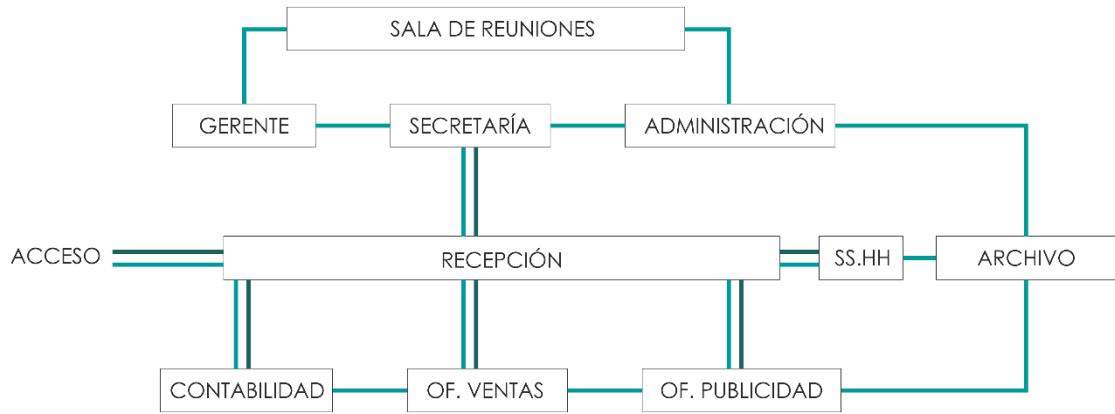 SALA DE REUNIONES
GERENTE
SECRETARÍA
ADMINISTRACIÓN
ACCESO
RECEPCIÓN
SS.HH
ARCHIVO
CONTABILIDAD
OF. VENTAS
OF. PUBLICIDAD